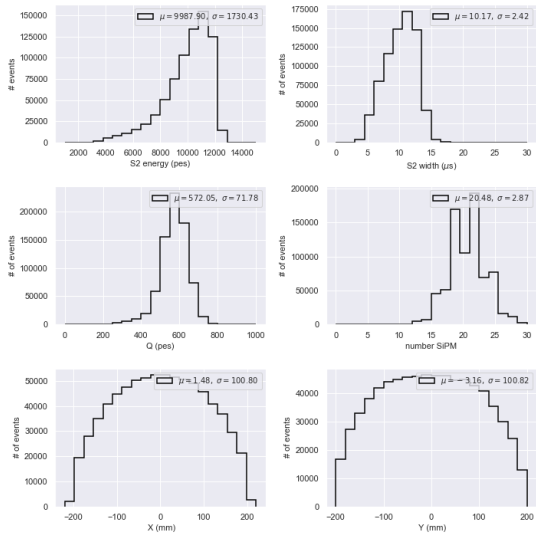 μ=9987.90, σ=1730.43
# of events
150000
125000
100000
75000
50000
25000
0
2000 4000 6000 8000 10000 12000 14000
S2 energy (pes)
μ=10.17, σ=2.42
# of events
175000
150000
125000
100000
75000
50000
25000
0
0 5 10 15 20 25 30
S2 width (μs)
μ=572.05, σ=71.78
# of events
200000
150000
100000
50000
0
0 200 400 600 800 1000
Q (pes)
μ=20.48, σ=2.87
# of events
200000
150000
100000
50000
0
0 5 10 15 20 25 30
number SiPM
μ=1.48, σ=100.80
# of events
50000
40000
30000
20000
10000
0
−200 −100 0 100 200
X (mm)
μ=−3.16, σ=100.82
# of events
40000
30000
20000
10000
0
−200 −100 0 100 200
Y (mm)